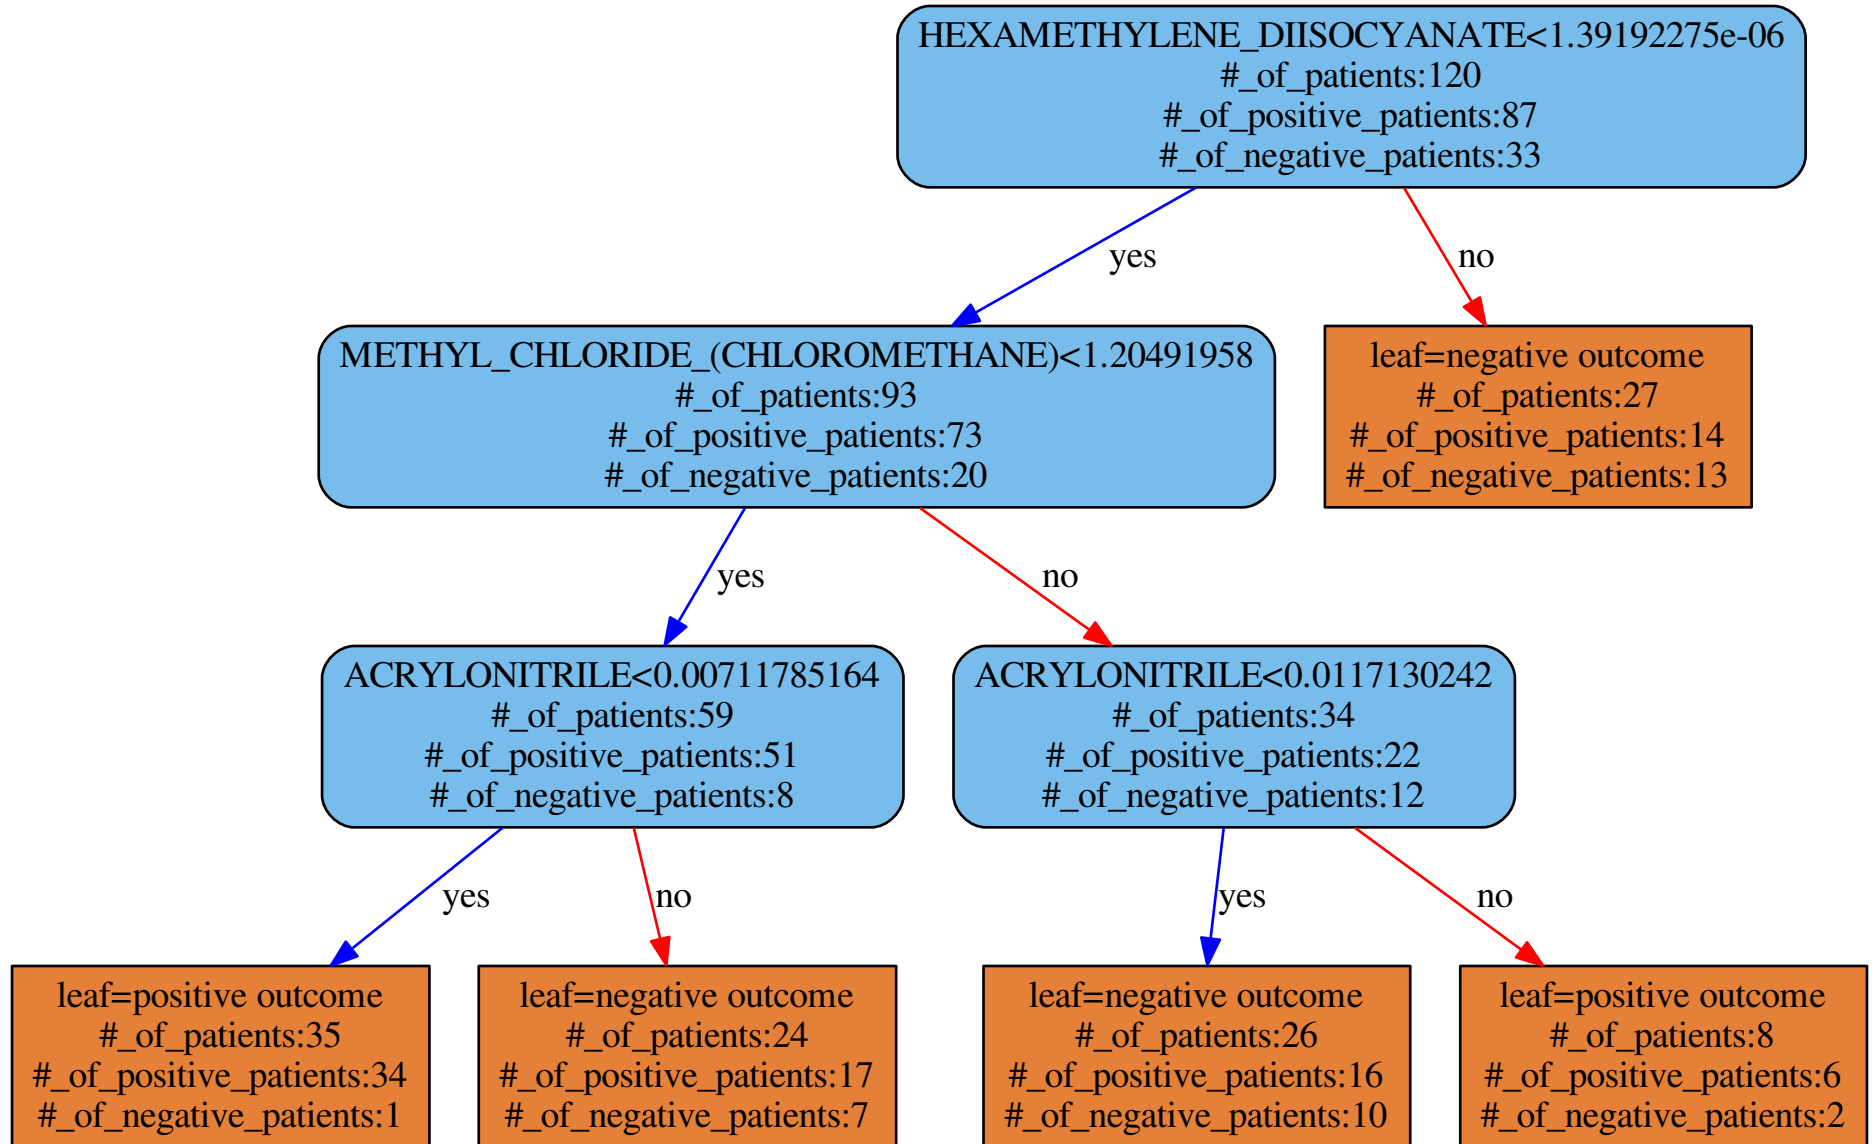 HEXAMETHYLENE_DIISOCYANATE<1.39192275e-06
#_of_patients:120
#_of_positive_patients:87
#_of_negative_patients:33
yes
no
METHYL_CHLORIDE_(CHLOROMETHANE)<1.20491958
#_of_patients:93
#_of_positive_patients:73
#_of_negative_patients:20
leaf=negative outcome
#_of_patients:27
#_of_positive_patients:14
#_of_negative_patients:13
yes
no
ACRYLONITRILE<0.00711785164
#_of_patients:59
#_of_positive_patients:51
#_of_negative_patients:8
ACRYLONITRILE<0.0117130242
#_of_patients:34
#_of_positive_patients:22
#_of_negative_patients:12
yes
no
yes
no
leaf=positive outcome
#_of_patients:35
#_of_positive_patients:34
#_of_negative_patients:1
leaf=negative outcome
#_of_patients:24
#_of_positive_patients:17
#_of_negative_patients:7
leaf=negative outcome
#_of_patients:26
#_of_positive_patients:16
#_of_negative_patients:10
leaf=positive outcome
#_of_patients:8
#_of_positive_patients:6
#_of_negative_patients:2